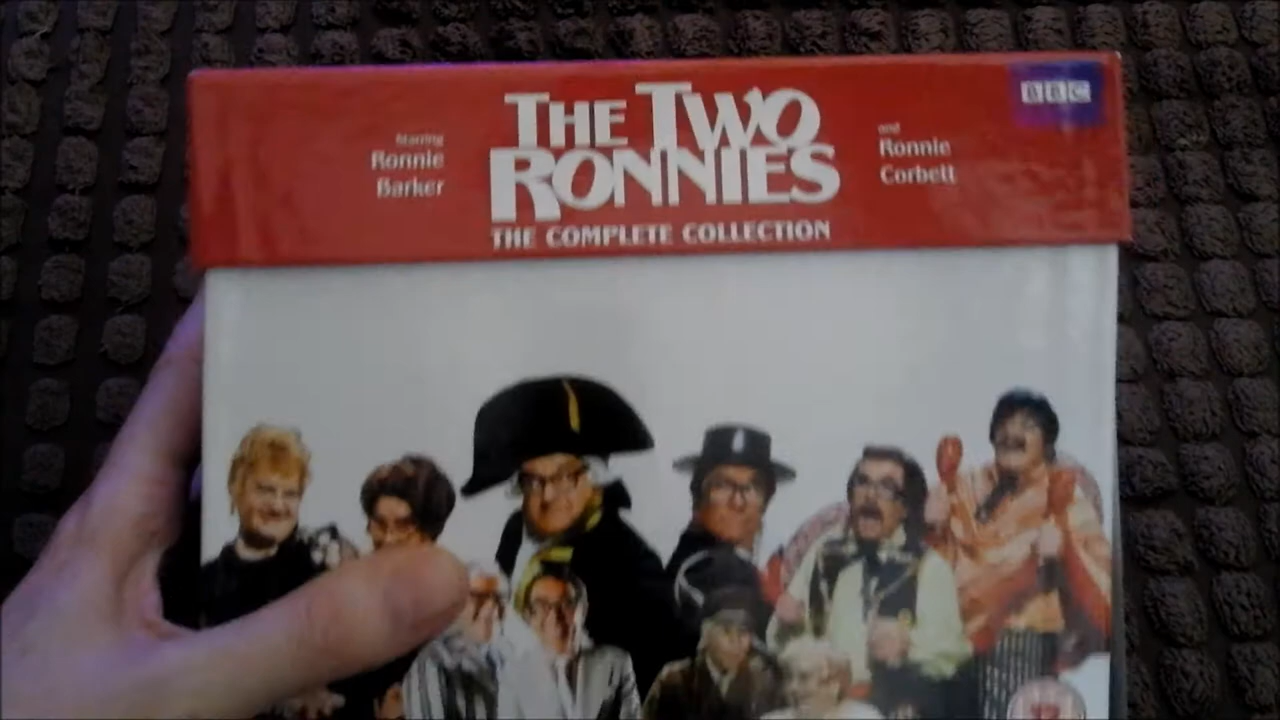 Starring
Ronnie
Barker
THE TWO
RONNIES
THE COMPLETE COLLECTION
and
Ronnie
Corbett
BBC